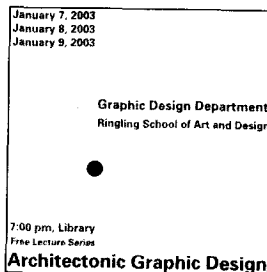 January 7, 2003
January 8, 2003
January 9, 2003
Graphic Design Department
Ringling School of Art and Design
7:00 pm, Library
Free Lecture Series
Architectonic Graphic Design